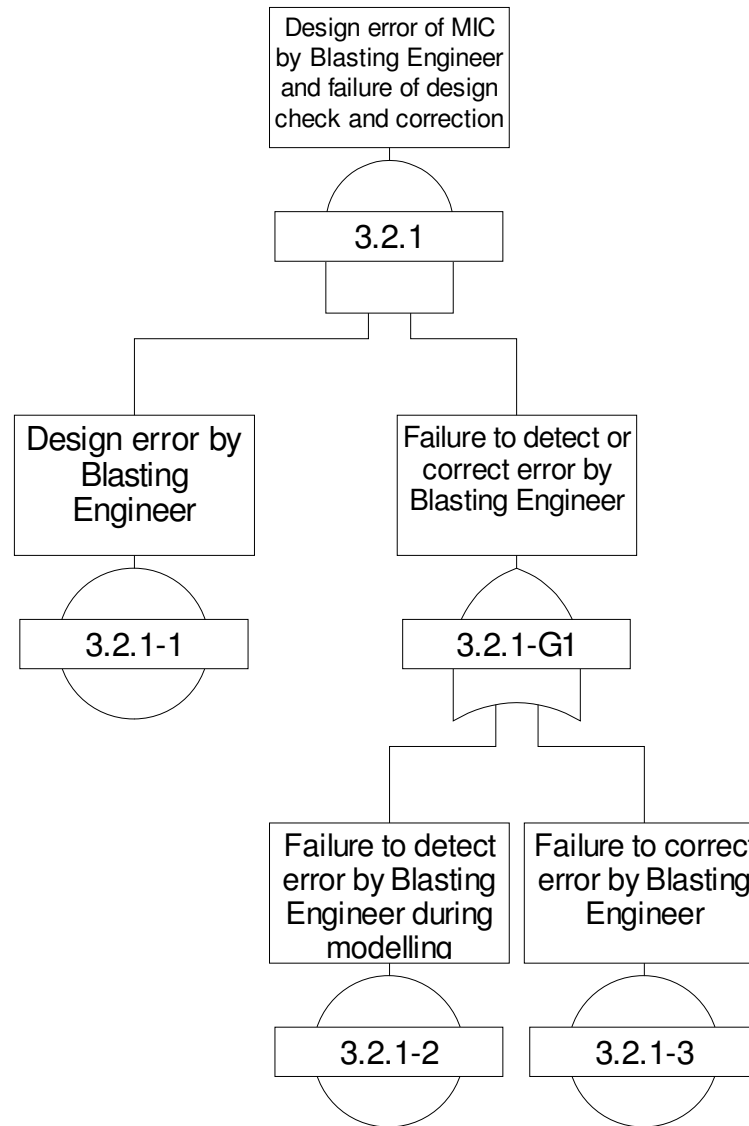 Design error of MIC
by Blasting Engineer
and failure of design
check and correction
3.2.1
Design error by
Blasting
Engineer
Failure to detect or
correct error by
Blasting Engineer
3.2.1-1
3.2.1-G1
Failure to detect
error by Blasting
Engineer during
modelling
Failure to correct
error by Blasting
Engineer
3.2.1-2
3.2.1-3